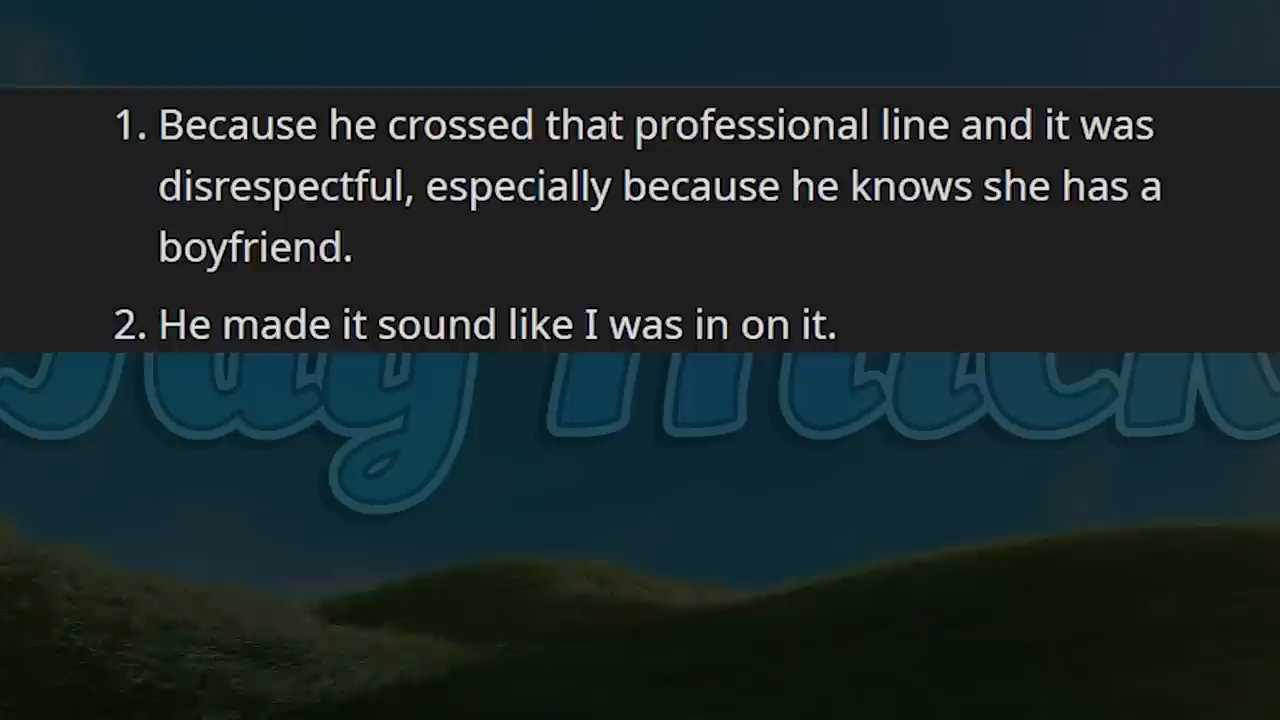 1. Because he crossed that professional line and it was
disrespectful, especially because he knows she has a
boyfriend.
2. He made it sound like I was in on it.